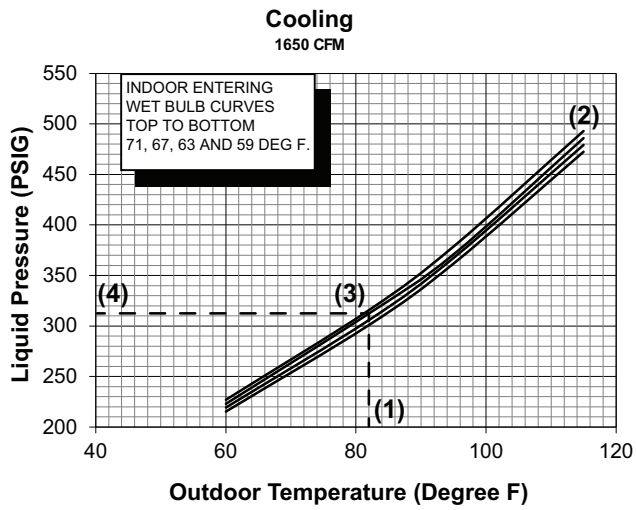 Cooling
1650 CFM
550
500
450
400
350
300
250
200
Liquid Pressure (PSIG)
INDOOR ENTERING
WET BULB CURVES
TOP TO BOTTOM
71, 67, 63 AND 59 DEG F.
(2)
(4)
(3)
(1)
40
60
80
100
120
Outdoor Temperature (Degree F)